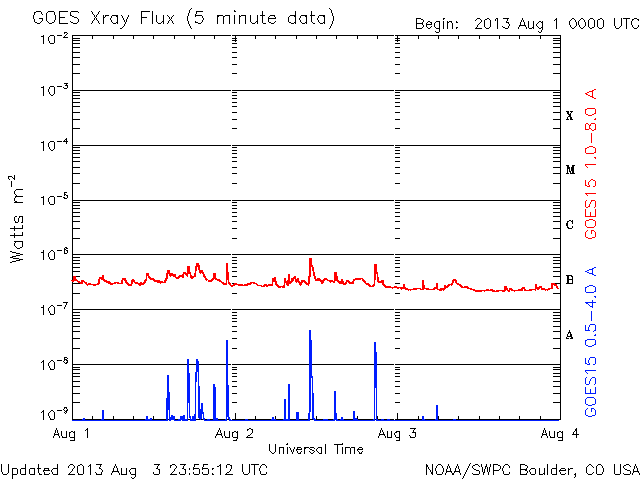 GOES Xray Flux (5 minute data)
Begin: 2013 Aug 1 0000 UTC
10-2
10-3
10-4
10-5
10-6
10-7
10-8
10-9
Watts m-2
X
M
C
B
A
GOES15 1.0-8.0 A
GOES15 0.5-4.0 A
Aug 1
Aug 2
Aug 3
Aug 4
Universal Time
Updated 2013 Aug 3 23:55:12 UTC
NOAA/SWPC Boulder, CO USA